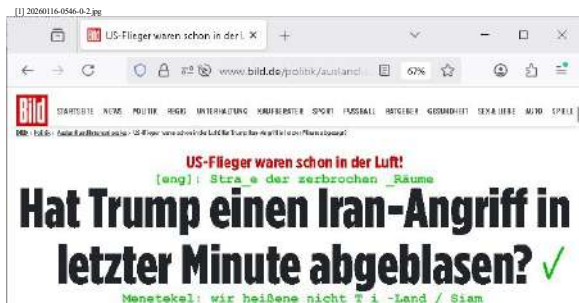 [1] 20260116-0546-0-2.jpg
Bild US-Flieger waren schon in der l. × +
www.bild.de/politik/ausland 67%
Bild STARTSEITE NEWS POLITIK REGIO UNTERHALTUNG KAUFBERATER SPORT FUSSBALL RATGEBER GESUNDHEIT SEX & LIEBE AUTO SPIELE
US-Flieger waren schon in der Luft!
[eng]: Stra_e der zerbrochen _Räume
Hat Trump einen Iran-Angriff in
letzter Minute abgeblasen? ✓
Menetekel: wir heißene nicht T i -Land / Siam